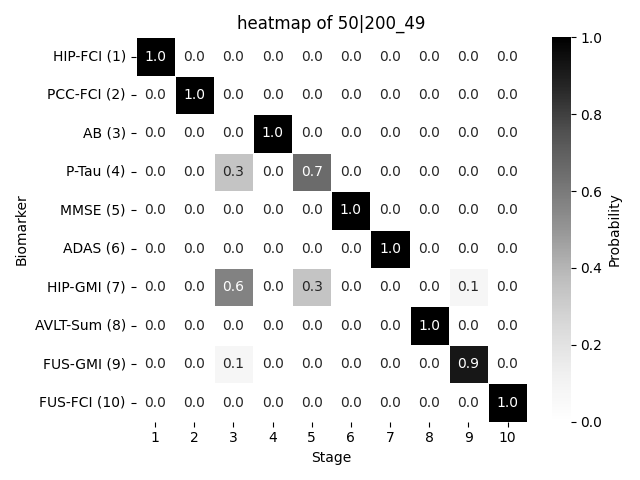 heatmap of 50|200_49
HIP-FCI (1) 1.0 0.0 0.0 0.0 0.0 0.0 0.0 0.0 0.0 0.0
PCC-FCI (2) 0.0 1.0 0.0 0.0 0.0 0.0 0.0 0.0 0.0 0.0
AB (3) 0.0 0.0 0.0 1.0 0.0 0.0 0.0 0.0 0.0 0.0
P-Tau (4) 0.0 0.0 0.3 0.0 0.7 0.0 0.0 0.0 0.0 0.0
MMSE (5) 0.0 0.0 0.0 0.0 0.0 1.0 0.0 0.0 0.0 0.0
ADAS (6) 0.0 0.0 0.0 0.0 0.0 0.0 1.0 0.0 0.0 0.0
HIP-GMI (7) 0.0 0.0 0.6 0.0 0.3 0.0 0.0 0.0 0.1 0.0
AVLT-Sum (8) 0.0 0.0 0.0 0.0 0.0 0.0 0.0 1.0 0.0 0.0
FUS-GMI (9) 0.0 0.0 0.1 0.0 0.0 0.0 0.0 0.0 0.9 0.0
FUS-FCI (10) 0.0 0.0 0.0 0.0 0.0 0.0 0.0 0.0 0.0 1.0
1 2 3 4 5 6 7 8 9 10
Stage
Biomarker
1.0
0.8
0.6
0.4
0.2
0.0
Probability